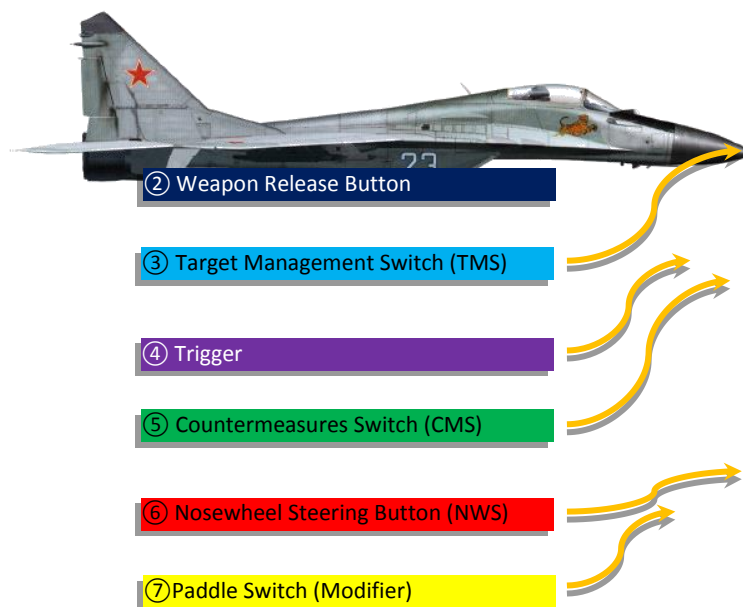 23
② Weapon Release Button
③ Target Management Switch (TMS)
④ Trigger
⑤ Countermeasures Switch (CMS)
⑥ Nosewheel Steering Button (NWS)
⑦Paddle Switch (Modifier)